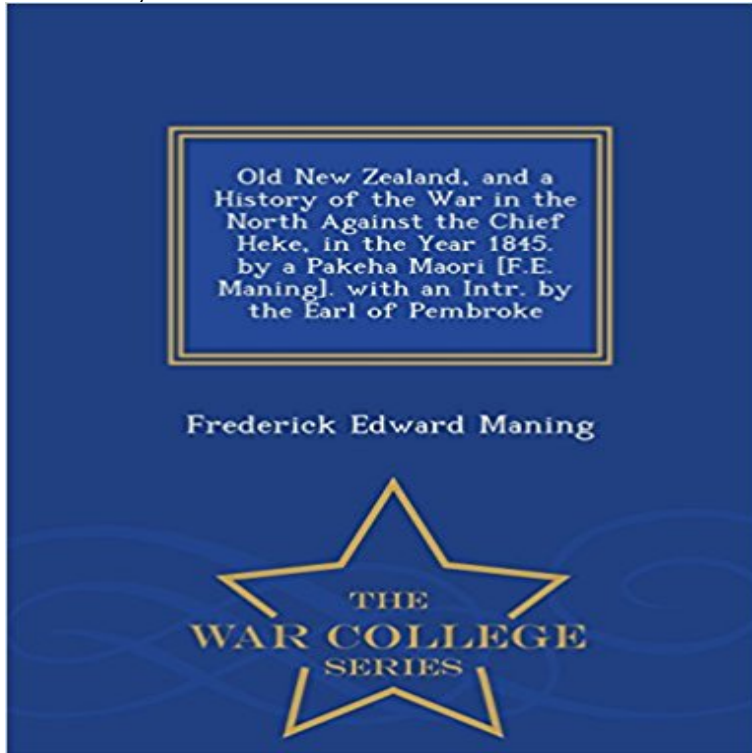 Old New Zealand, and a
History of the War in the
North Against the Chief
Heke, in the Year 1845.
by a Pakeha Maori [F.E.
Maning]. with an Intr. by
the Earl of Pembroke
Frederick Edward Maning
THE
WAR COLLEGE
SERIES